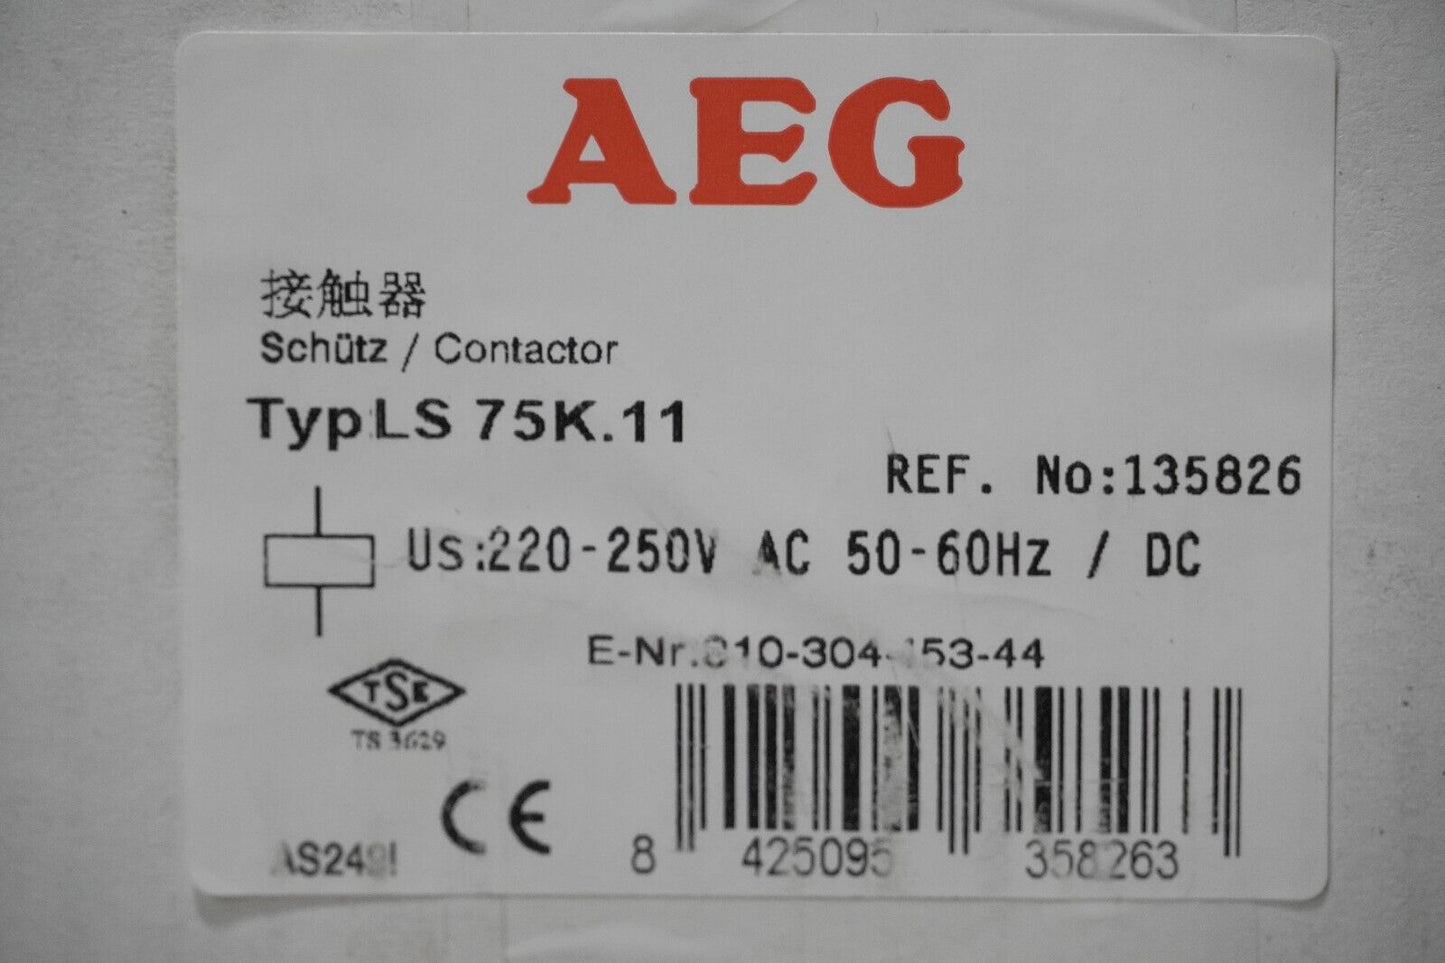 AEG
接触器
Schütz / Contactor
Typ LS 75K.11
REF. No:135826
Us:220-250V AC 50-60Hz / DC
E-Nr.
TSE
TS 3629
CE
8 425095 358263